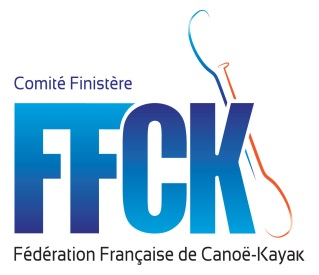 Comité Finistère
FFCK
Fédération Française de Canoë-Kayak